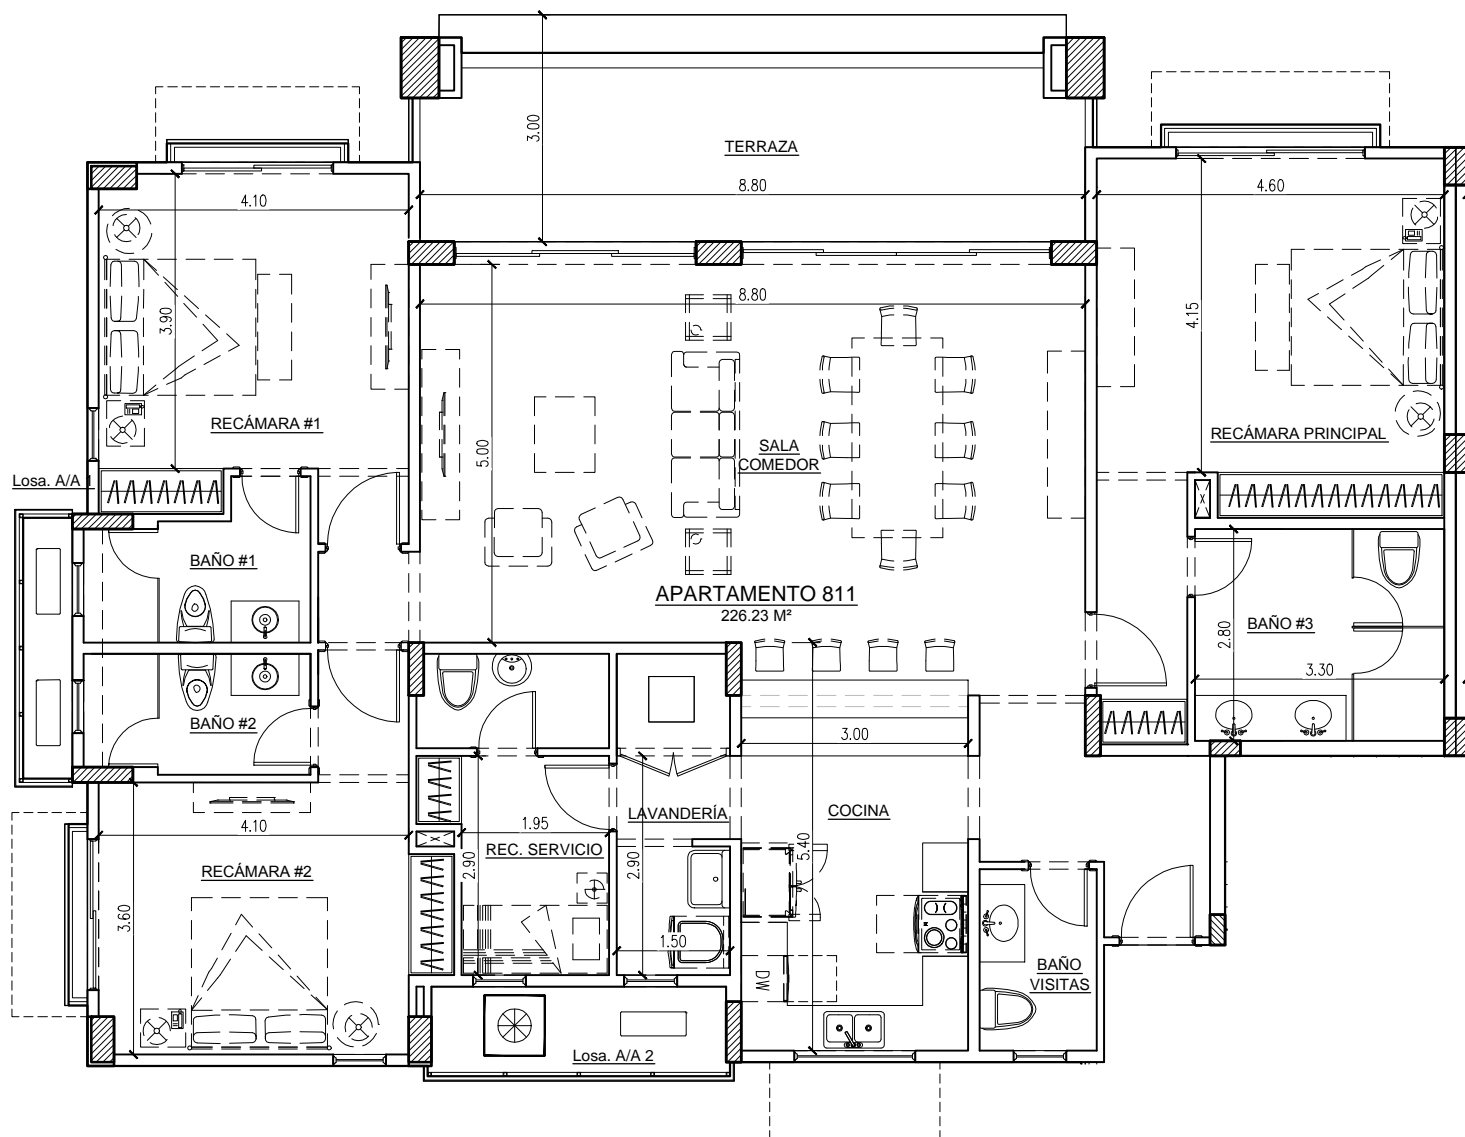 3.00
TERRAZA
8.80
4.10
4.60
8.80
3.90
4.15
RECÁMARA #1
5.00
SALA
COMEDOR
RECÁMARA PRINCIPAL
Losa. A/A 1
BAÑO #1
APARTAMENTO 811
226.23 M²
BAÑO #3
2.80
3.30
BAÑO #2
3.00
4.10
1.95
LAVANDERÍA
COCINA
REC. SERVICIO
5.40
2.90
2.90
RECÁMARA #2
3.60
1.50
DW
BAÑO
VISITAS
Losa. A/A 2